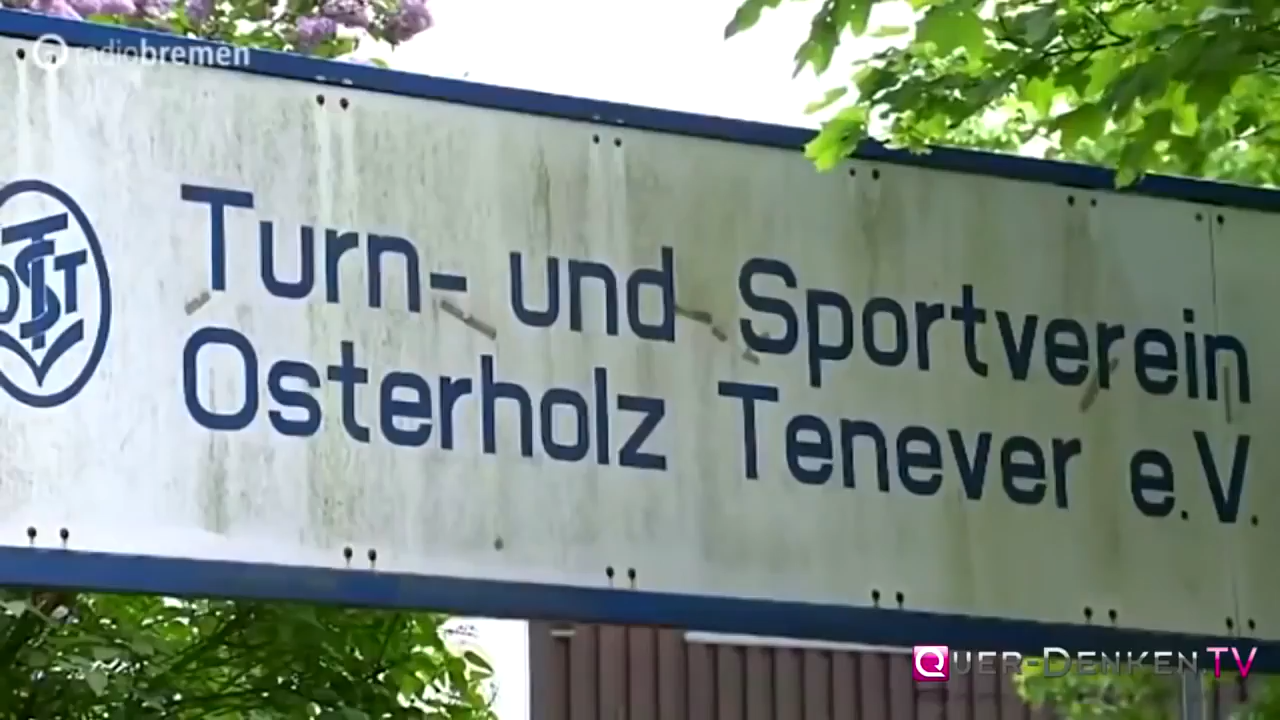 radiobremen
Turn- und Sportverein
Osterholz Tenever e.V.
QUER-DENKEN.TV